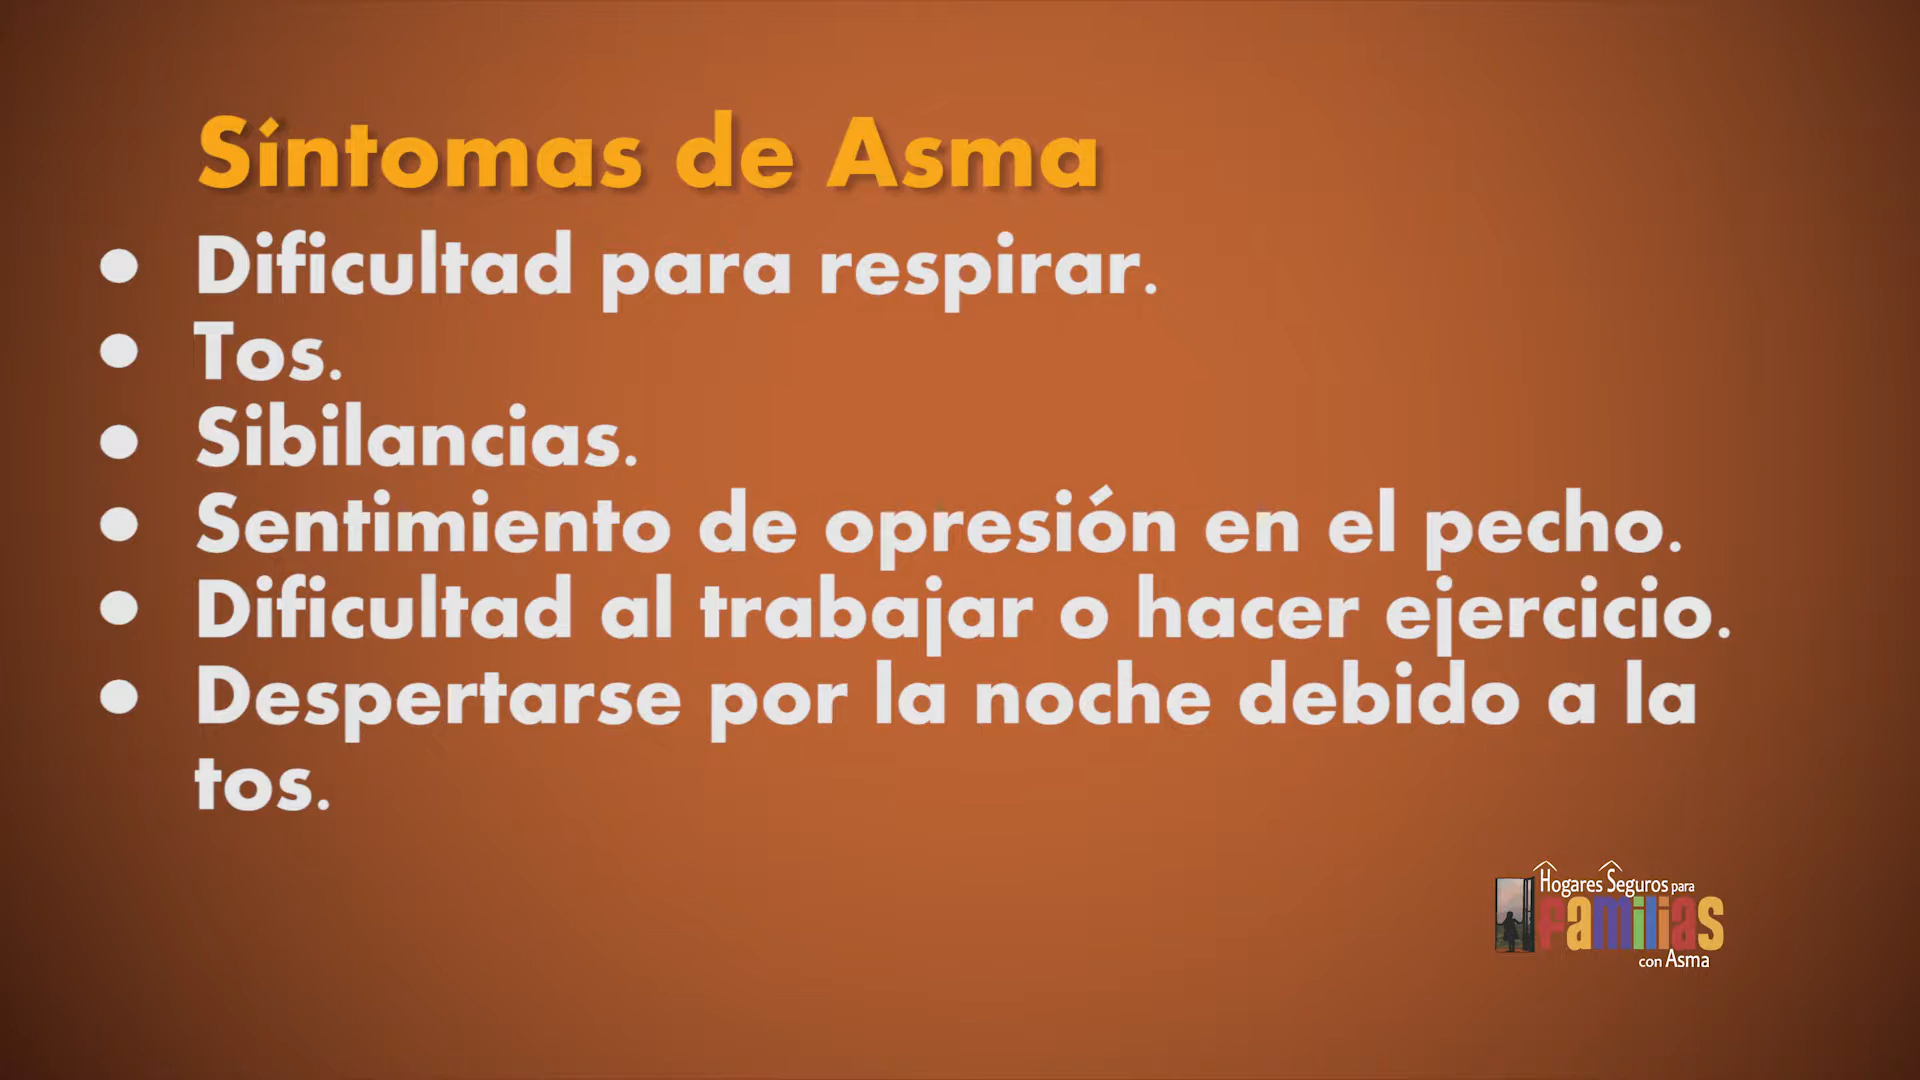 Síntomas de Asma
• Dificultad para respirar.
• Tos.
• Sibilancias.
• Sentimiento de opresión en el pecho.
• Dificultad al trabajar o hacer ejercicio.
• Despertarse por la noche debido a la
tos.
Hogares Seguros para
familias
con Asma